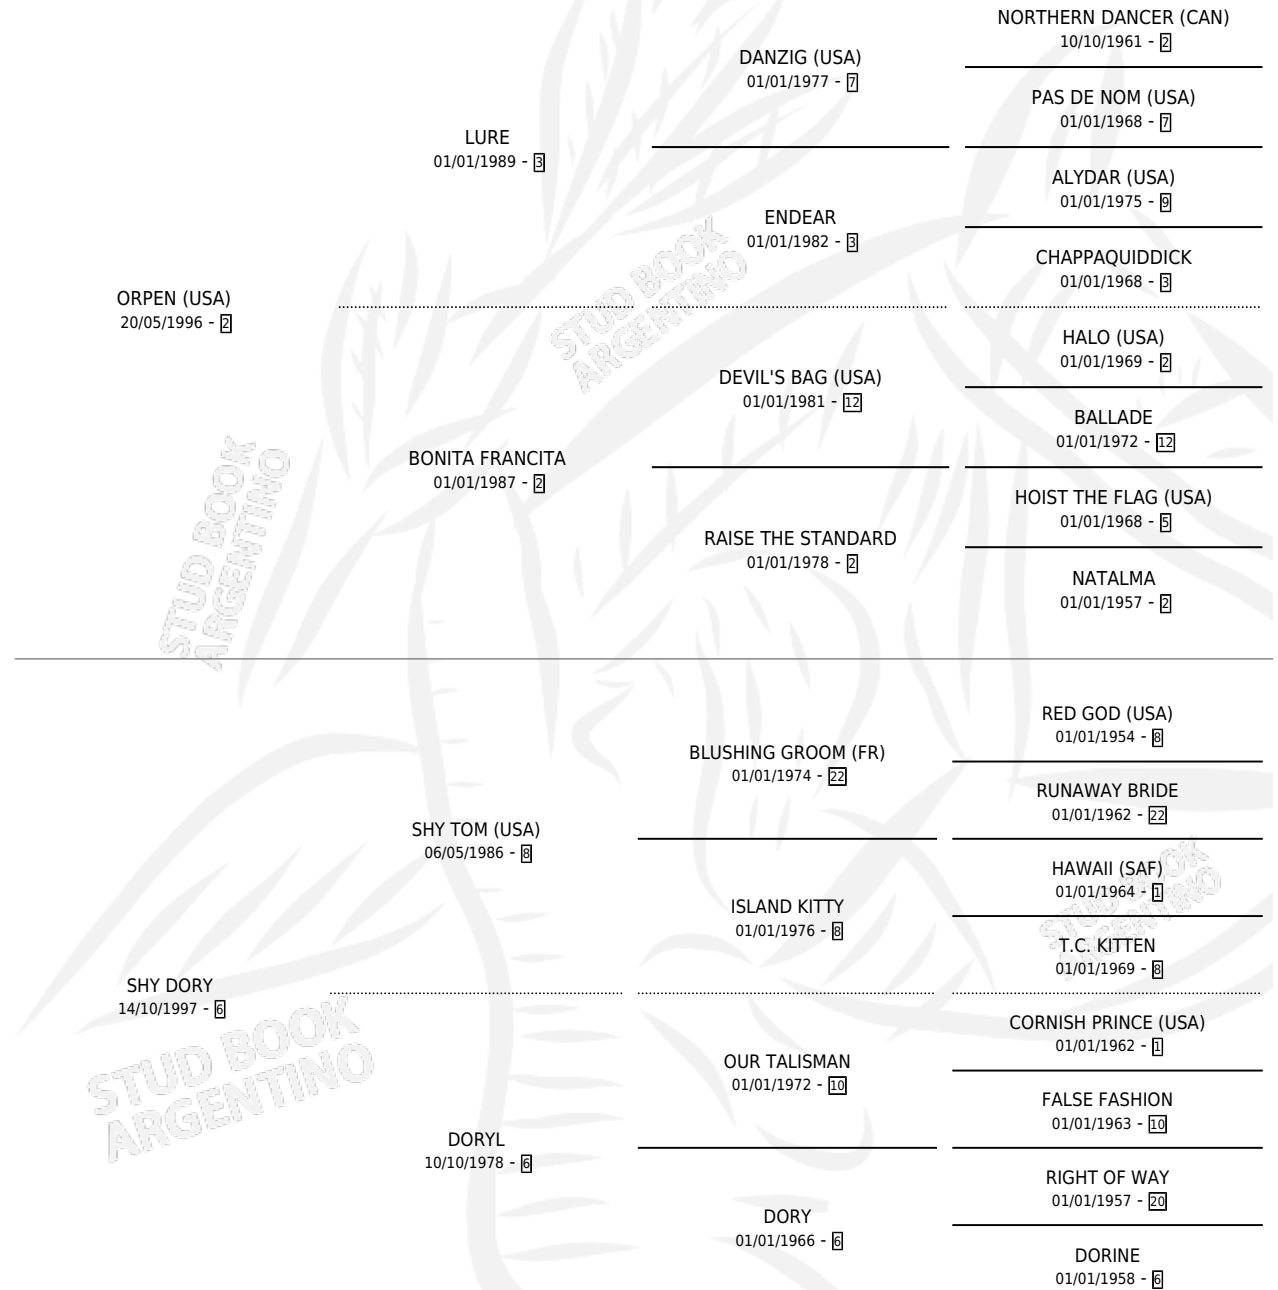 NORTHERN DANCER (CAN)
10/10/1961 - 2
DANZIG (USA)
01/01/1977 - 7
PAS DE NOM (USA)
01/01/1968 - 7
LURE
01/01/1989 - 3
ALYDAR (USA)
01/01/1975 - 9
ENDEAR
01/01/1982 - 3
CHAPPAQUIDDICK
01/01/1968 - 3
ORPEN (USA)
20/05/1996 - 2
HALO (USA)
01/01/1969 - 2
DEVIL'S BAG (USA)
01/01/1981 - 12
BALLADE
01/01/1972 - 12
BONITA FRANCITA
01/01/1987 - 2
HOIST THE FLAG (USA)
01/01/1968 - 5
RAISE THE STANDARD
01/01/1978 - 2
NATALMA
01/01/1957 - 2
STUD BOOK
ARGENTINO
STUD BOOK
ARGENTINO
RED GOD (USA)
01/01/1954 - 8
BLUSHING GROOM (FR)
01/01/1974 - 22
RUNAWAY BRIDE
01/01/1962 - 22
SHY TOM (USA)
06/05/1986 - 8
HAWAII (SAF)
01/01/1964 - 1
ISLAND KITTY
01/01/1976 - 8
T.C. KITTEN
01/01/1969 - 8
SHY DORY
14/10/1997 - 6
CORNISH PRINCE (USA)
01/01/1962 - 1
OUR TALISMAN
01/01/1972 - 10
FALSE FASHION
01/01/1963 - 10
DORYL
10/10/1978 - 6
RIGHT OF WAY
01/01/1957 - 20
DORY
01/01/1966 - 6
DORINE
01/01/1958 - 6
STUD BOOK
ARGENTINO
STUD BOOK
ARGENTINO